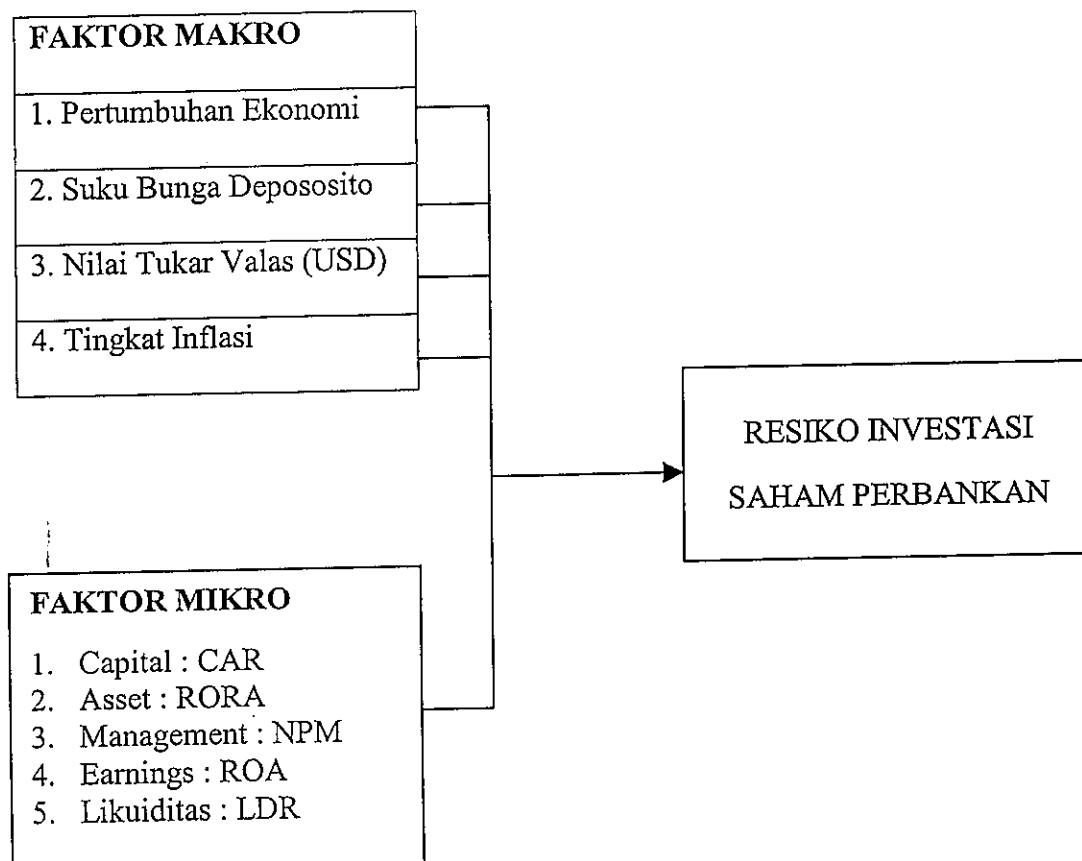 FAKTOR MAKRO
1. Pertumbuhan Ekonomi
2. Suku Bunga Depososito
3. Nilai Tukar Valas (USD)
4. Tingkat Inflasi
RESIKO INVESTASI
SAHAM PERBANKAN
FAKTOR MIKRO
1. Capital : CAR
2. Asset : RORA
3. Management : NPM
4. Earnings : ROA
5. Likuiditas : LDR